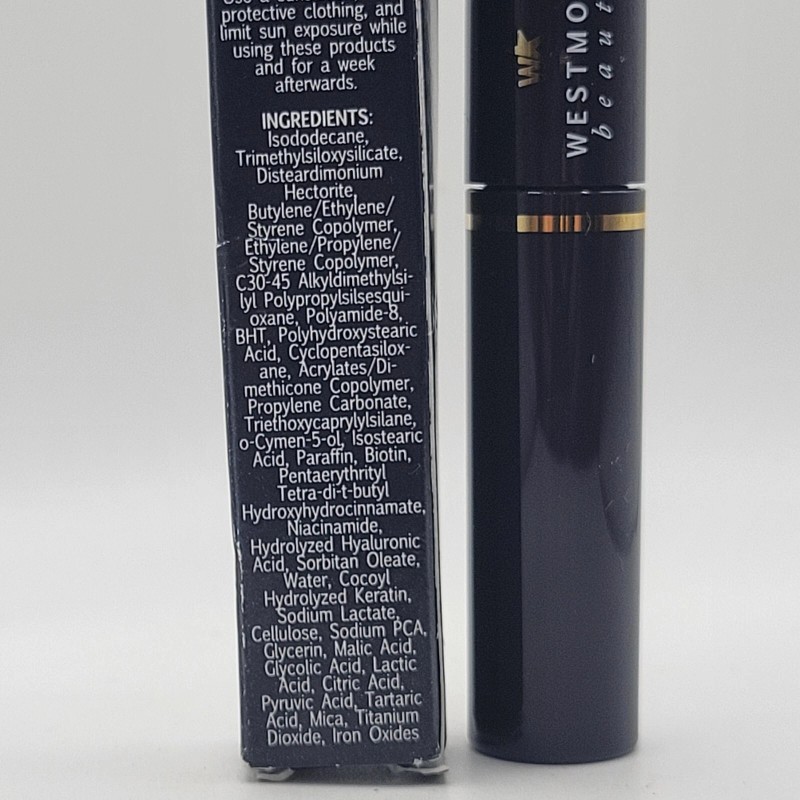 protective clothing, and
limit sun exposure while
using these products
and for a week
afterwards.
INGREDIENTS:
Isododecane,
Trimethylsiloxysilicate,
Disteardimonium
Hectorite,
Butylene/Ethylene/
Styrene Copolymer,
Ethylene/Propylene/
Styrene Copolymer,
C30-45 Alkyldimethylsi-
lyl Polypropylsilsesqui-
oxane, Polyamide-8,
BHT, Polyhydroxystearic
Acid, Cyclopentasilox-
ane, Acrylates/Di-
methicone Copolymer,
Propylene Carbonate,
Triethoxycaprylylsilane,
o-Cymen-5-ol, Isostearic
Acid, Paraffin, Biotin,
Pentaerythrityl
Tetra-di-t-butyl
Hydroxyhydrocinnamate,
Niacinamide,
Hydrolyzed Hyaluronic
Acid, Sorbitan Oleate,
Water, Cocoyl
Hydrolyzed Keratin,
Sodium Lactate,
Cellulose, Sodium PCA,
Glycerin, Malic Acid,
Glycolic Acid, Lactic
Acid, Citric Acid,
Pyruvic Acid, Tartaric
Acid, Mica, Titanium
Dioxide, Iron Oxides
WESTMO
beaut